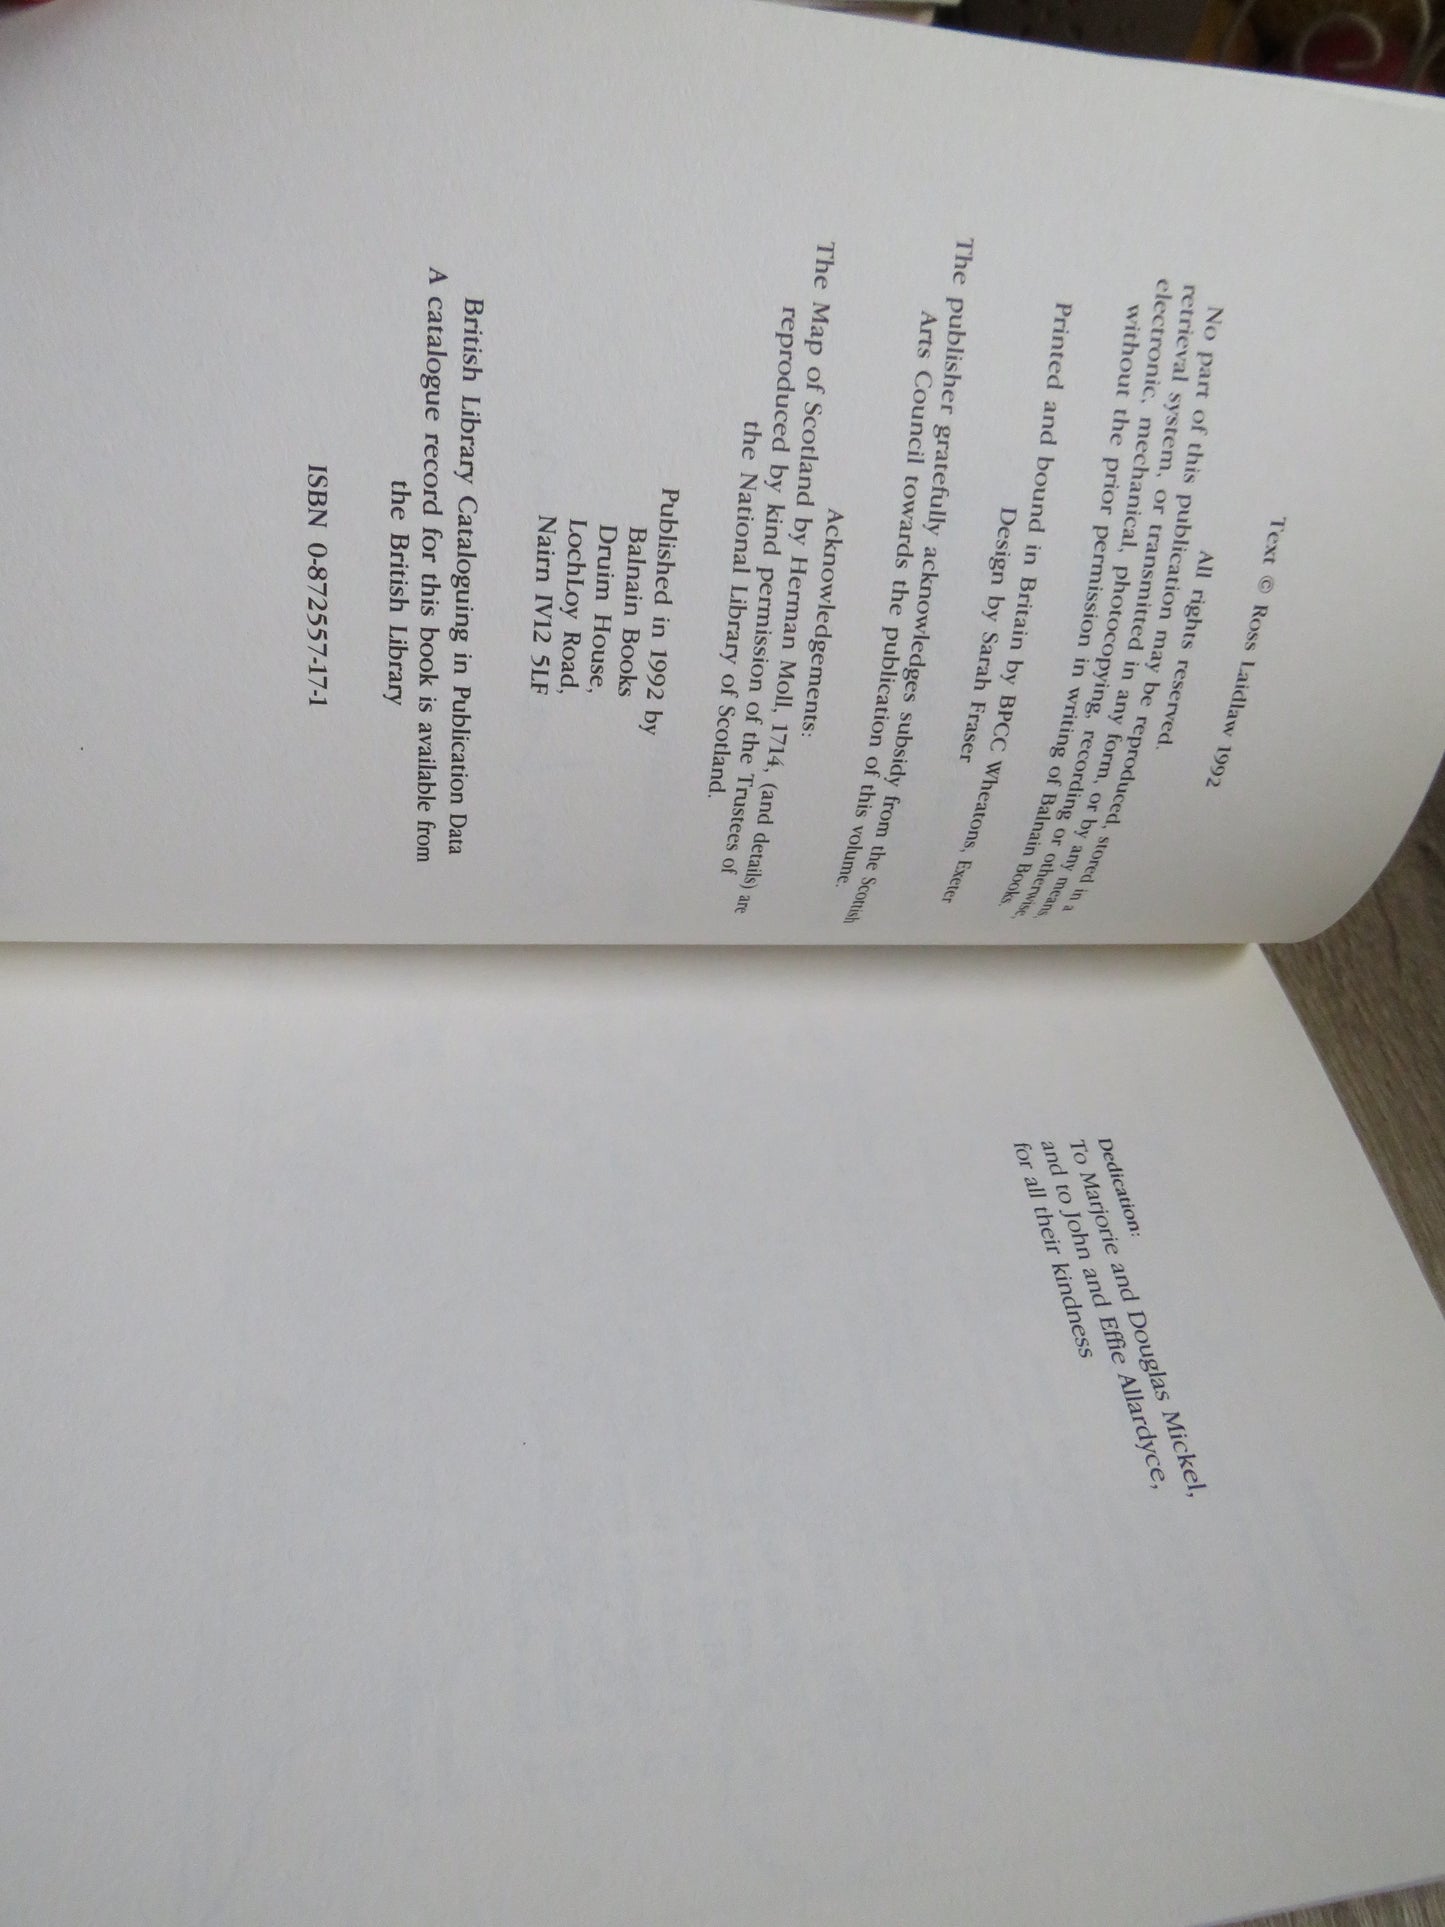 Text © Ross Laidlaw 1992
All rights reserved.
No part of this publication may be reproduced, stored in a
retrieval system, or transmitted in any form, or by any means
electronic, mechanical, photocopying, recording or otherwise,
without the prior permission in writing of Balnain Books.
Printed and bound in Britain by BPCC Wheatons, Exeter
Design by Sarah Fraser
The publisher gratefully acknowledges subsidy from the Scottish
Arts Council towards the publication of this volume.
Acknowledgements:
The Map of Scotland by Herman Moll, 1714, (and details) are
reproduced by kind permission of the Trustees of
the National Library of Scotland.
Published in 1992 by
Balnain Books
Druim House,
LochLoy Road,
Nairn IV12 5LF
British Library Cataloguing in Publication Data
A catalogue record for this book is available from
the British Library
ISBN 0-872557-17-1
Dedication:
To Marjorie and Douglas Mickel,
and to John and Effie Allardyce,
for all their kindness